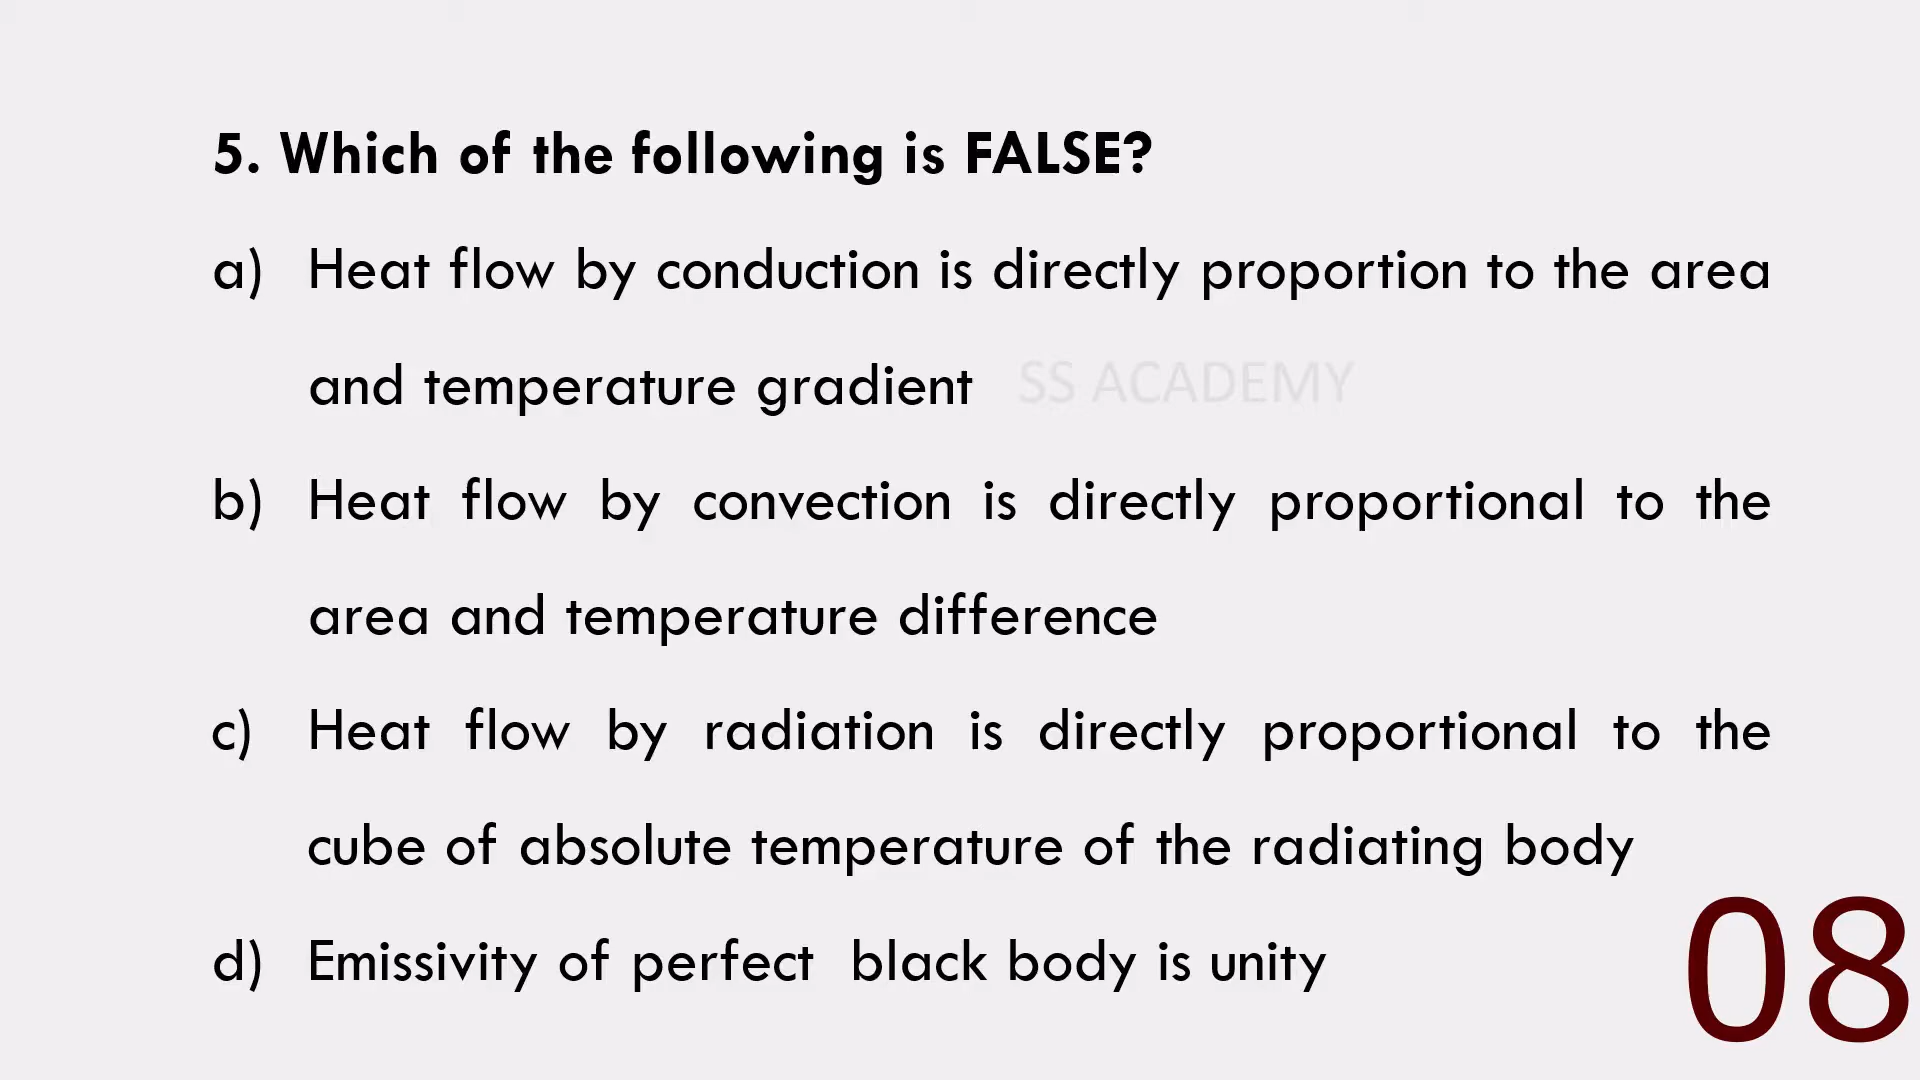 5. Which of the following is FALSE?
a) Heat flow by conduction is directly proportion to the area
and temperature gradient SS ACADEMY
b) Heat flow by convection is directly proportional to the
area and temperature difference
c) Heat flow by radiation is directly proportional to the
cube of absolute temperature of the radiating body
d) Emissivity of perfect black body is unity
08